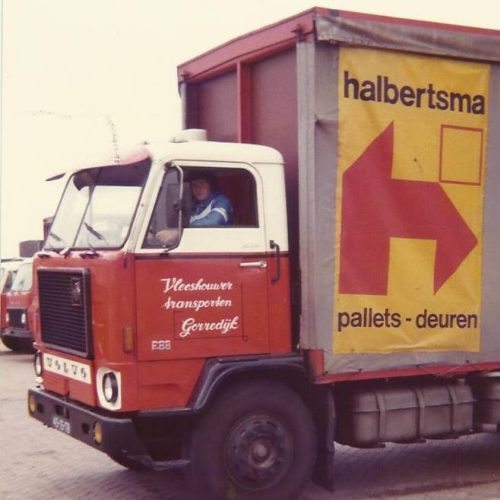 halbertsma
pallets - deuren
Vleeshouwer
transporten
Gorredijk
F88
VOLVO